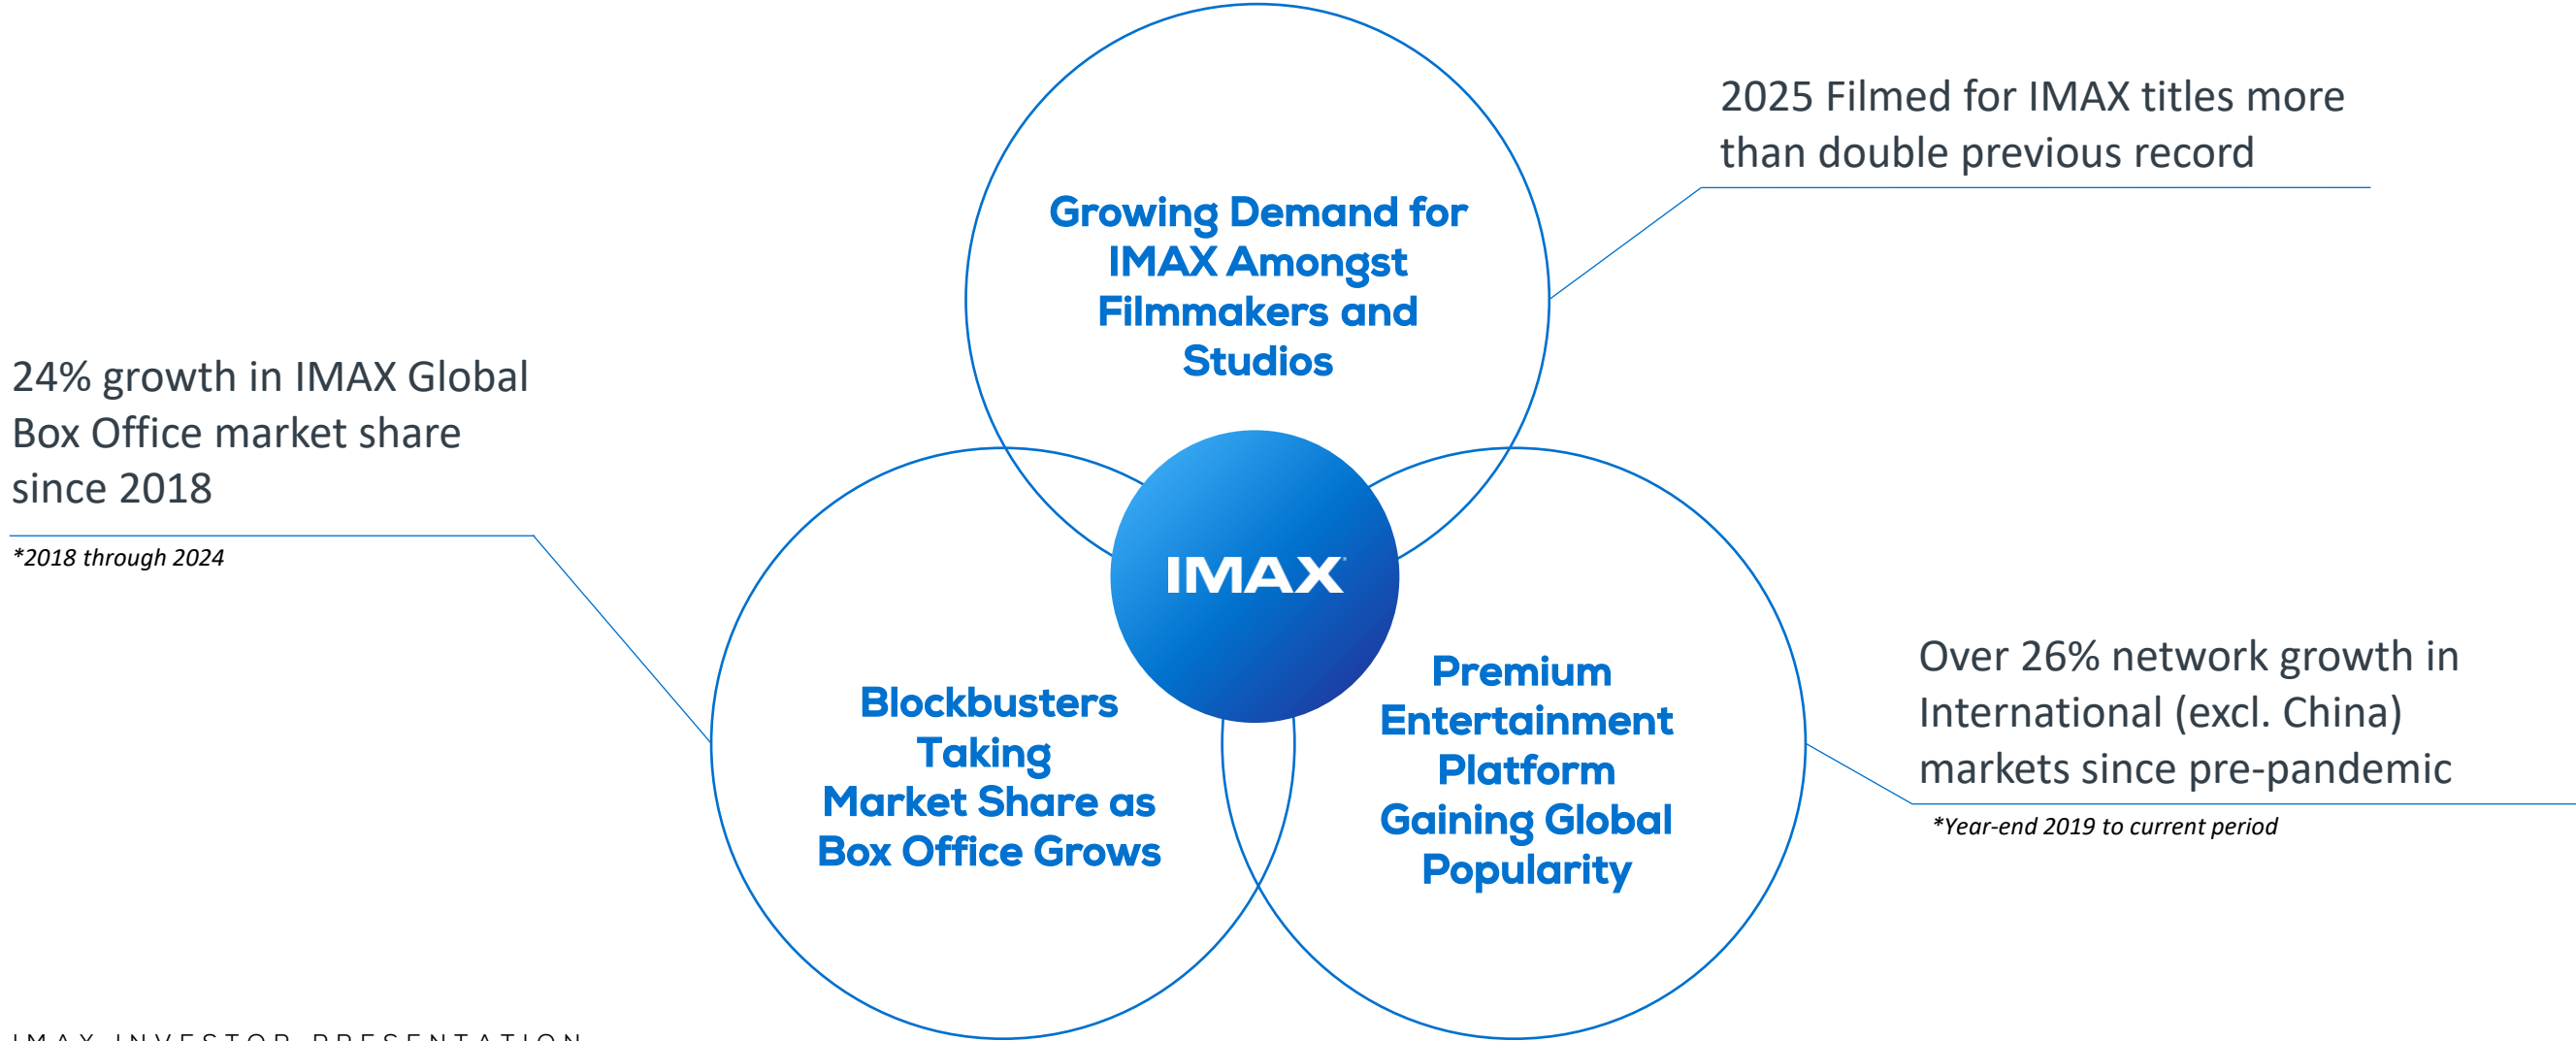 2025 Filmed for IMAX titles more
than double previous record
Growing Demand for
IMAX Amongst
Filmmakers and
Studios
24% growth in IMAX Global
Box Office market share
since 2018
*2018 through 2024
IMAX
Blockbusters
Taking
Market Share as
Box Office Grows
Premium
Entertainment
Platform
Gaining Global
Popularity
Over 26% network growth in
International (excl. China)
markets since pre-pandemic
*Year-end 2019 to current period
IMAX INVESTOR PRESENTATION